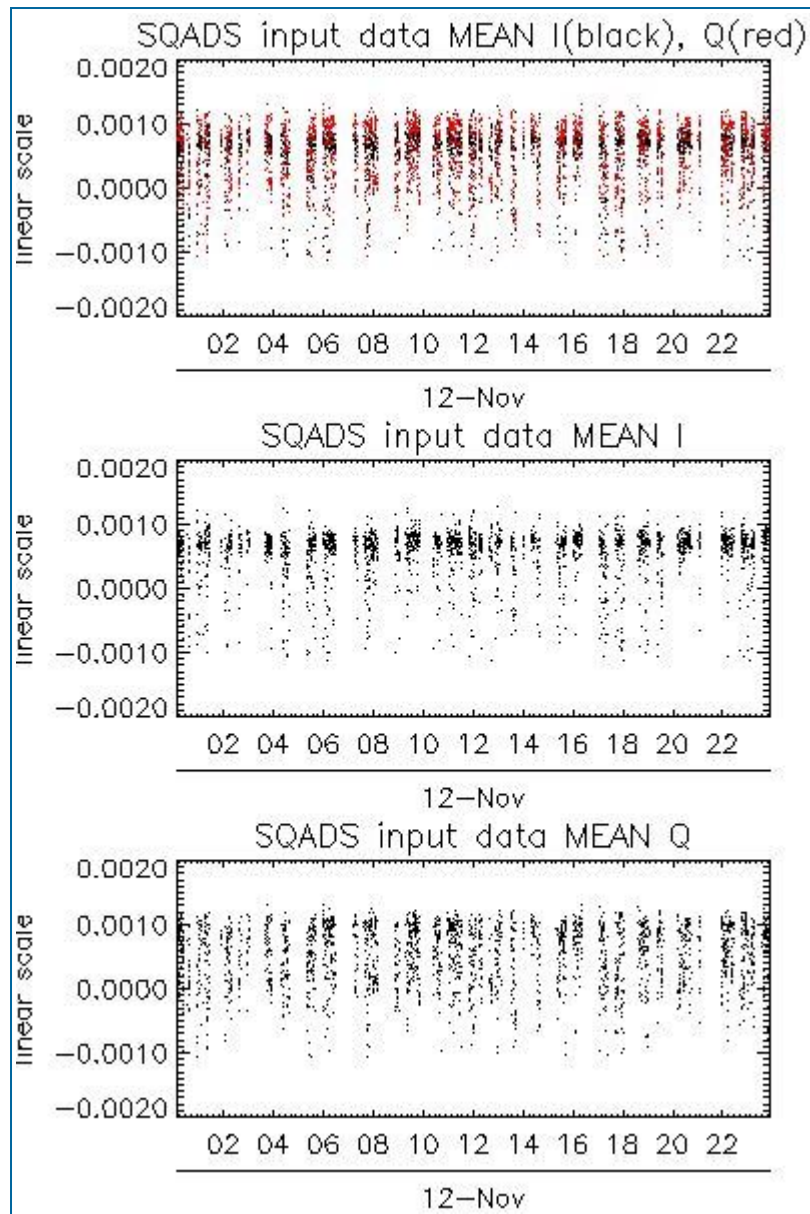 SQADS input data MEAN I(black), Q(red)
0.0020
0.0010
0.0000
−0.0010
−0.0020
linear scale
02 04 06 08 10 12 14 16 18 20 22
12−Nov
SQADS input data MEAN I
0.0020
0.0010
0.0000
−0.0010
−0.0020
linear scale
02 04 06 08 10 12 14 16 18 20 22
12−Nov
SQADS input data MEAN Q
0.0020
0.0010
0.0000
−0.0010
−0.0020
linear scale
02 04 06 08 10 12 14 16 18 20 22
12−Nov